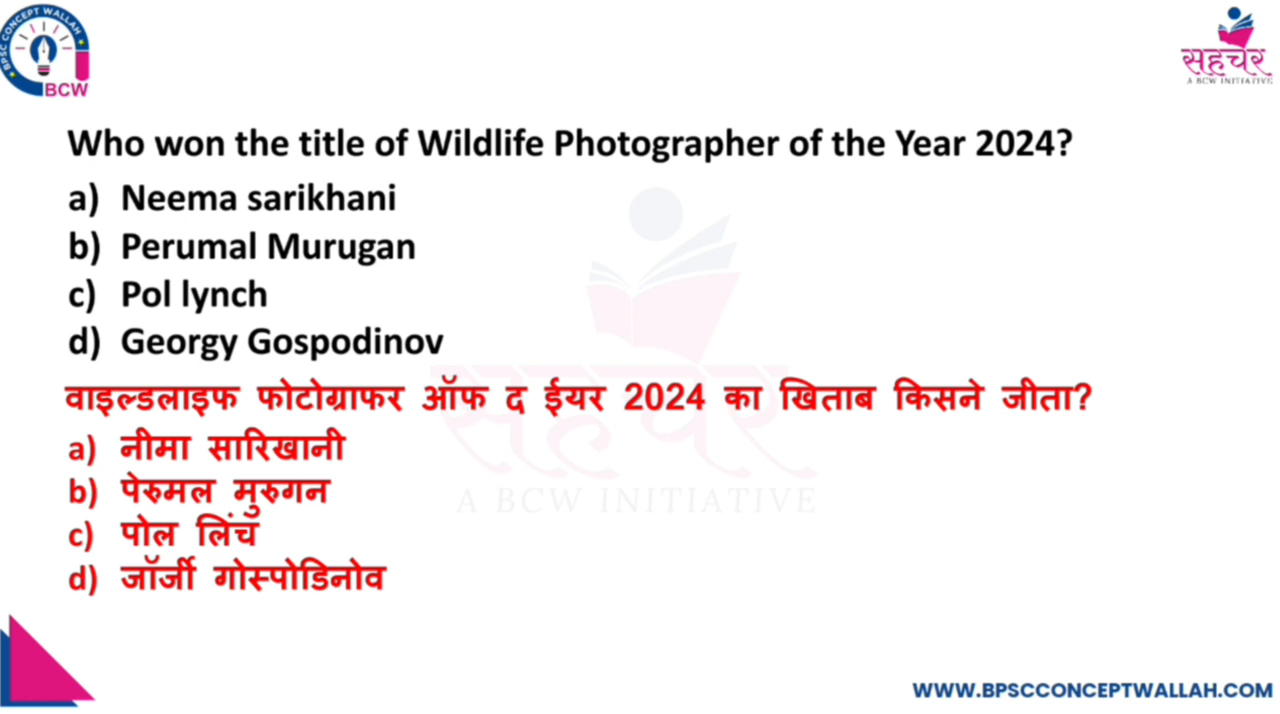 BPSC CONCEPT WALLAH
BCW
सहचर
A BCW INITIATIVE
Who won the title of Wildlife Photographer of the Year 2024?
a) Neema sarikhani
b) Perumal Murugan
c) Pol lynch
d) Georgy Gospodinov
वाइल्डलाइफ फोटोग्राफर ऑफ द ईयर 2024 का खिताब किसने जीता?
a) नीमा सारिखानी
b) पेरुमल मुरुगन
c) पोल लिंच
d) जॉर्जी गोस्पोडिनोव
सहचर
A BCW INITIATIVE
WWW.BPSCCONCEPTWALLAH.COM